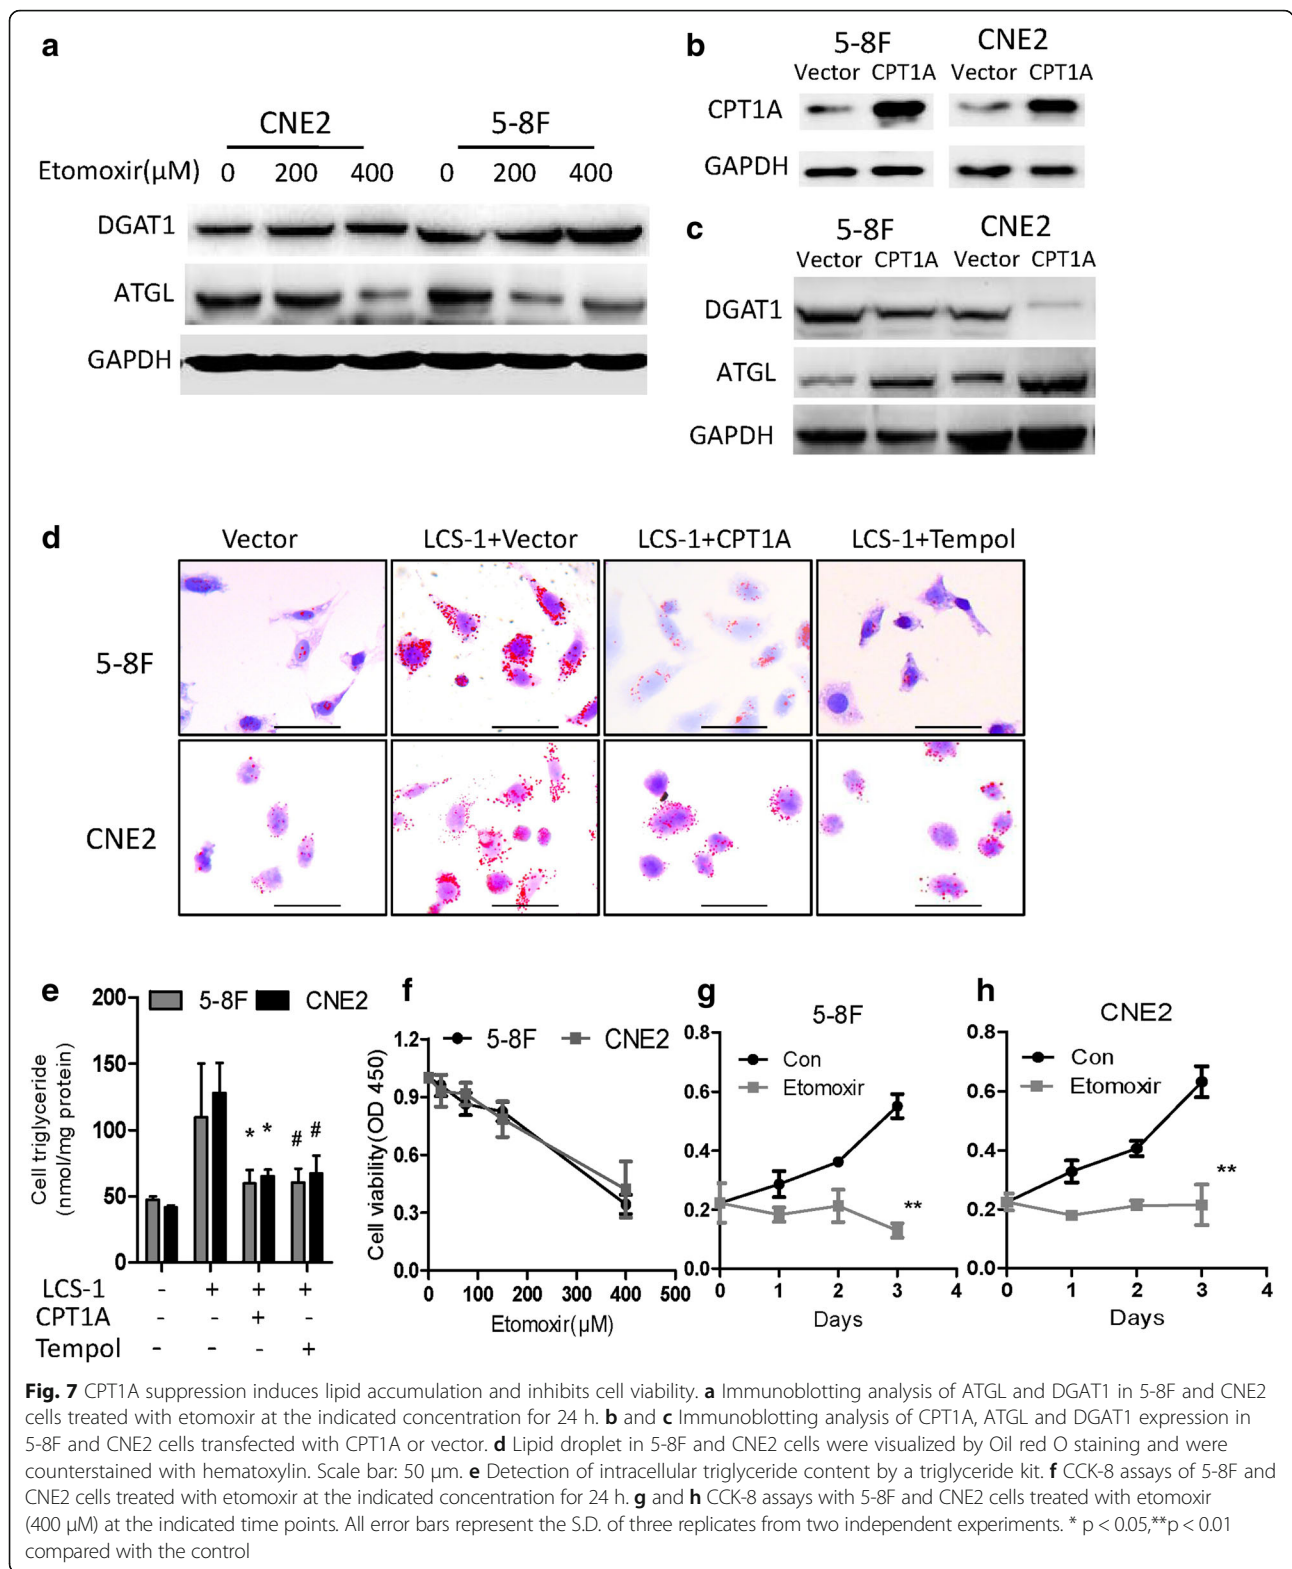 a
CNE2 5-8F
Etomoxir(μM) 0 200 400 0 200 400
DGAT1
ATGL
GAPDH
b
5-8F CNE2
Vector CPT1A Vector CPT1A
CPT1A
GAPDH
c
5-8F CNE2
Vector CPT1A Vector CPT1A
DGAT1
ATGL
GAPDH
d
Vector LCS-1+Vector LCS-1+CPT1A LCS-1+Tempol
5-8F
CNE2
e
5-8F CNE2
Cell triglyceride
(nmol/mg protein)
200
150
100
50
0
* * # #
LCS-1 - + + +
CPT1A - - + -
Tempol - - - +
f
5-8F CNE2
Cell viability(OD 450)
1.2
0.9
0.6
0.3
0.0
0 100 200 300 400 500
Etomoxir(μM)
g
5-8F
0.8
0.6
0.4
0.2
0.0
Con
Etomoxir
**
0 1 2 3 4
Days
h
CNE2
0.8
0.6
0.4
0.2
0.0
Con
Etomoxir
**
0 1 2 3 4
Days
Fig. 7 CPT1A suppression induces lipid accumulation and inhibits cell viability. a Immunoblotting analysis of ATGL and DGAT1 in 5-8F and CNE2
cells treated with etomoxir at the indicated concentration for 24 h. b and c Immunoblotting analysis of CPT1A, ATGL and DGAT1 expression in
5-8F and CNE2 cells transfected with CPT1A or vector. d Lipid droplet in 5-8F and CNE2 cells were visualized by Oil red O staining and were
counterstained with hematoxylin. Scale bar: 50 μm. e Detection of intracellular triglyceride content by a triglyceride kit. f CCK-8 assays of 5-8F and
CNE2 cells treated with etomoxir at the indicated concentration for 24 h. g and h CCK-8 assays with 5-8F and CNE2 cells treated with etomoxir
(400 μM) at the indicated time points. All error bars represent the S.D. of three replicates from two independent experiments. * p < 0.05,**p < 0.01
compared with the control